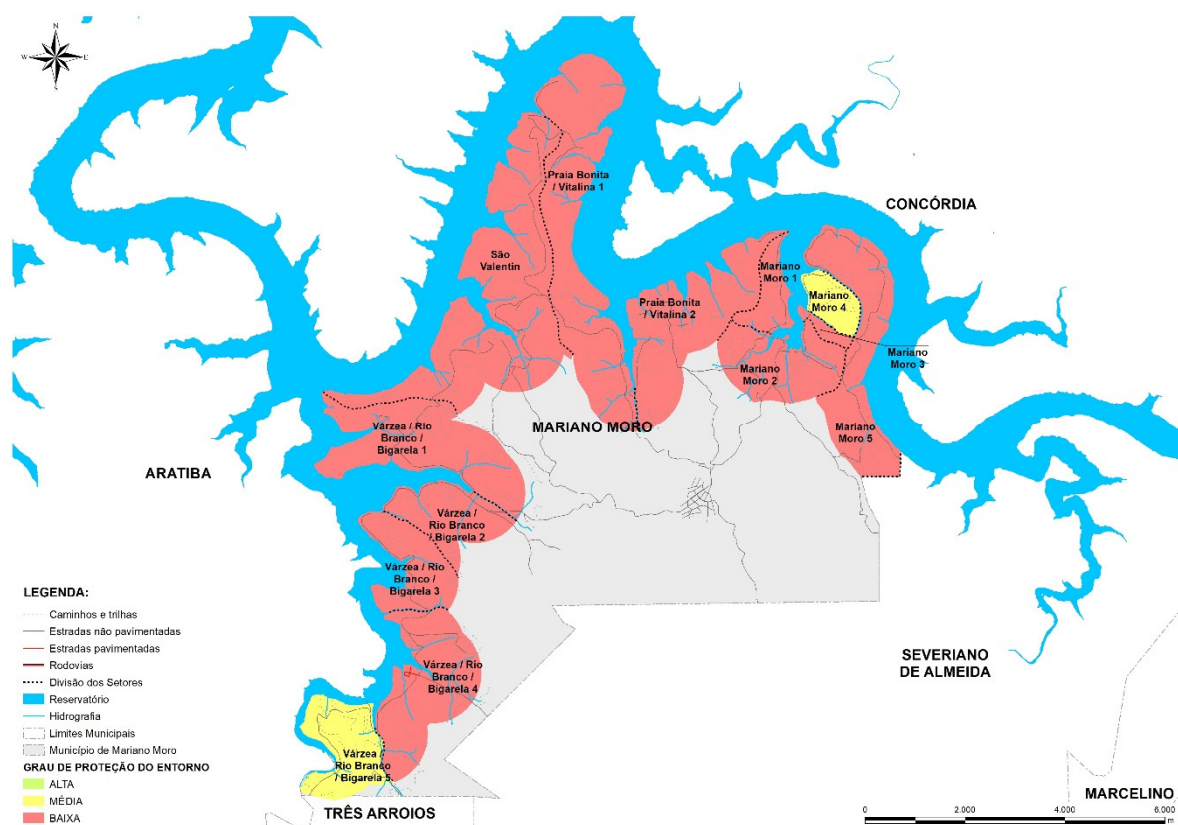 N
W
E
S
CONCÓRDIA
Praia Bonita
/ Vitalina 1
São
Valentin
Mariano
Moro 1
Mariano
Moro 4
Praia Bonita
/ Vitalina 2
Mariano
Moro 3
Mariano
Moro 2
Várzea / Rio
Branco /
Bigarela 1
MARIANO MORO
Mariano
Moro 5
ARATIBA
Várzea /
Rio Branco
/ Bigarela 2
Várzea / Rio
Branco /
Bigarela 3
Várzea / Rio
Branco /
Bigarela 4
SEVERIANO
DE ALMEIDA
Várzea /
Rio Branco
/ Bigarela 5
TRÊS ARROIOS
MARCELINO
LEGENDA:
Caminhos e trilhas
Estradas não pavimentadas
Estradas pavimentadas
Rodovias
Divisão dos Setores
Reservatório
Hidrografia
Limites Municipais
Município de Mariano Moro
GRAU DE PROTEÇÃO DO ENTORNO
ALTA
MÉDIA
BAIXA
0 2.000 4.000 6.000
m